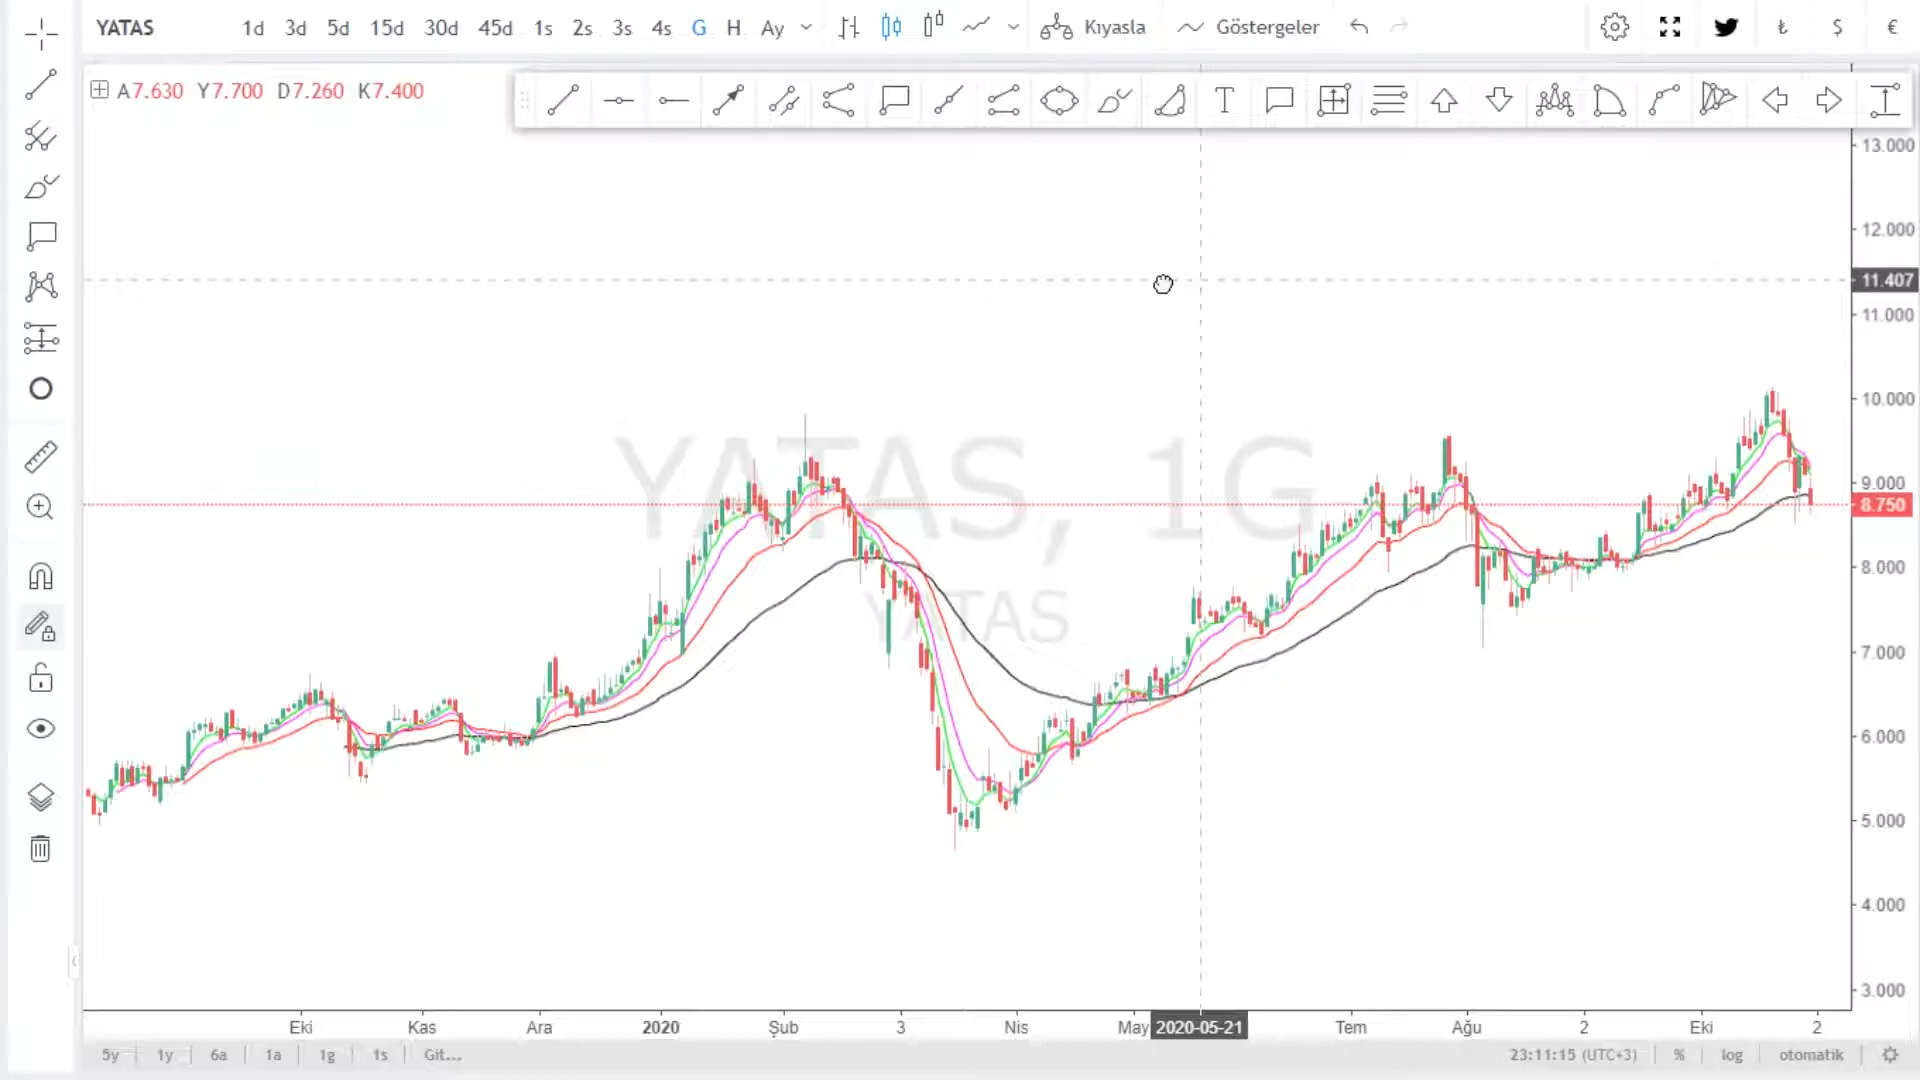 YATAS 1d 3d 5d 15d 30d 45d 1s 2s 3s 4s G H Ay Kıyasla Göstergeler ₺ $ €
A7.630 Y7.700 D7.260 K7.400
T
13.000
12.000
11.407
11.000
10.000
9.000
8.750
8.000
7.000
6.000
5.000
4.000
3.000
YATAS, 1G
YATAS
Eki Kas Ara 2020 Şub 3 Nis May 2020-05-21 Tem Ağu 2 Eki 2
5y 1y 6a 1a 1g 1s Git... 23:11:15 (UTC+3) % log otomatik